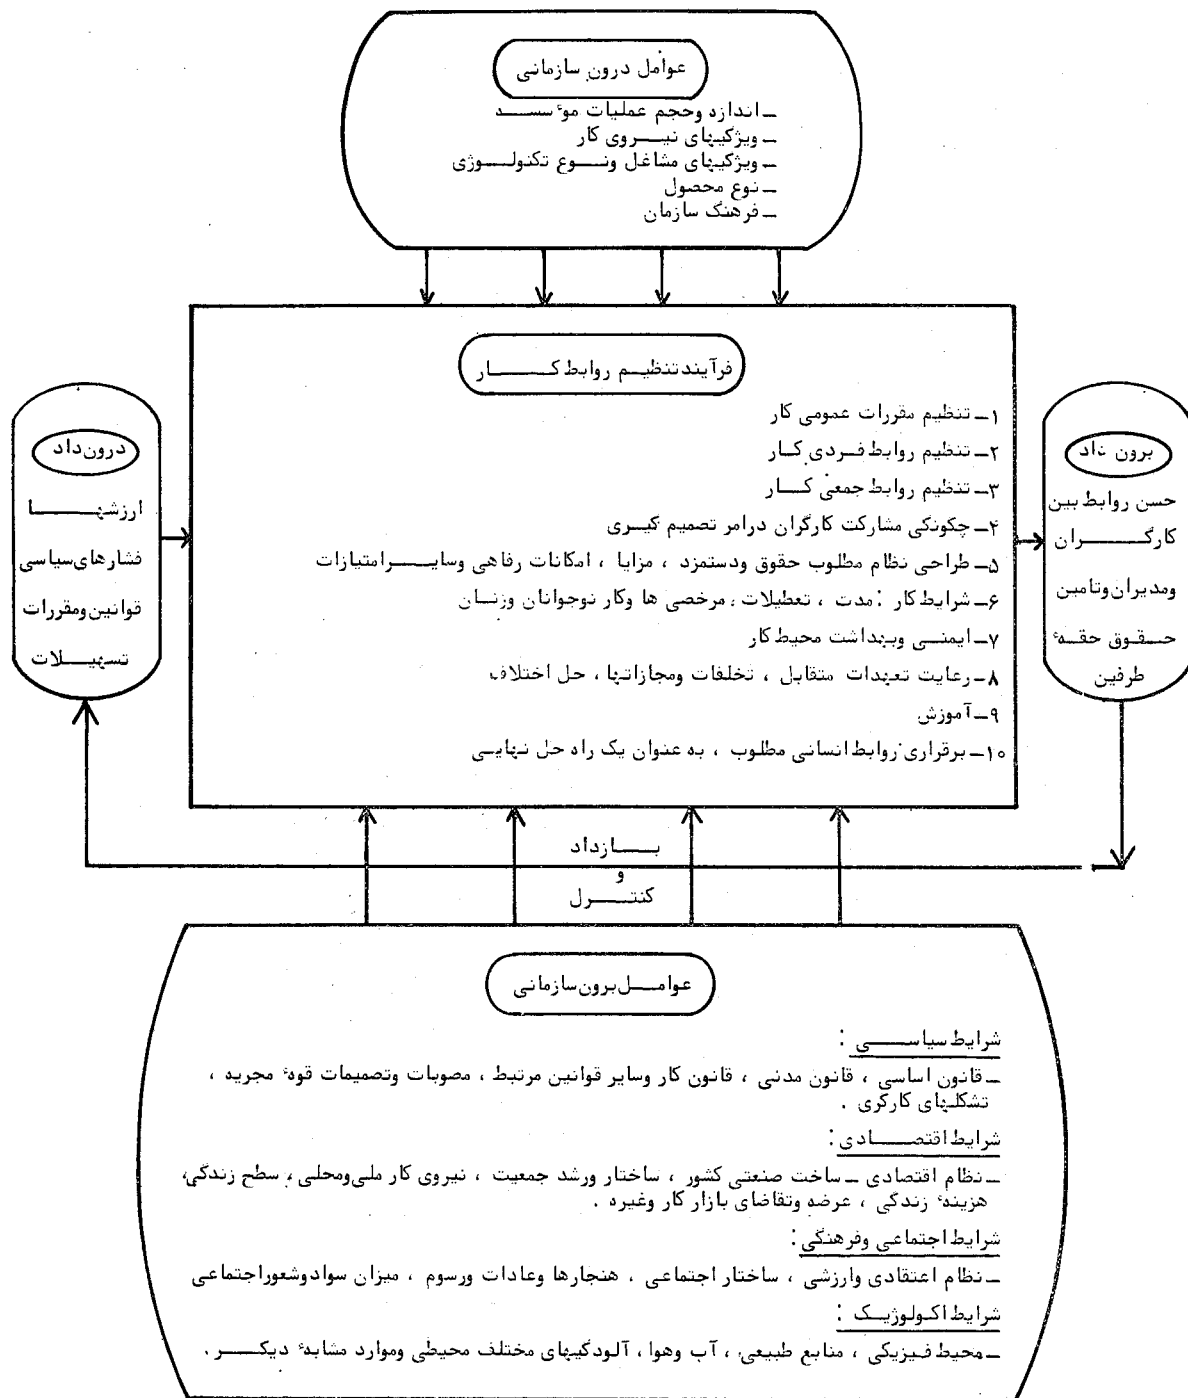 عوامل درون سازمانی
ـ اندازه وحجم عملیات موءسسه
ـ ویژگیهای نیروی کار
ـ ویژگیهای مشاغل ونوع تکنولوژی
ـ نوع محصول
ـ فرهنگ سازمان
فرآیند تنظیم روابط کار
۱ـ تنظیم مقررات عمومی کار
۲ـ تنظیم روابط فردی کار
۳ـ تنظیم روابط جمعی کار
۴ـ چگونگی مشارکت کارگران درامر تصمیم گیری
۵ـ طراحی نظام مطلوب حقوق ودستمزد ، مزایا ، امکانات رفاهی وسایر امتیازات
۶ـ شرایط کار : مدت ، تعطیلات ، مرخصی ها وکار نوجوانان وزنان
۷ـ ایمنی وبهداشت محیط کار
۸ـ رعایت تعهدات متقابل ، تخلفات ومجازاتها ، حل اختلاف
۹ـ آموزش
۱۰ـ برقراری روابط انسانی مطلوب ، به عنوان یک راه حل نهایی
برون داد
حسن روابط بین
کارگران
ومدیران وتامین
حقوق حقهء
طرفین
درون داد
ارزشها
فشارهای سیاسی
قوانین ومقررات
تسهیلات
بازداد
و
کنترل
عوامل برون سازمانی
شرایط سیاسی :
ـ قانون اساسی ، قانون مدنی ، قانون کار وسایر قوانین مرتبط ، مصوبات وتصمیمات قوهء مجریه ،
تشکلهای کارگری .
شرایط اقتصادی :
ـ نظام اقتصادی ـ ساخت صنعتی کشور ، ساختار ورشد جمعیت ، نیروی کار ملی ومحلی ، سطح زندگی،
هزینهء زندگی ، عرضه وتقاضای بازار کار وغیره .
شرایط اجتماعی وفرهنگی :
ـ نظام اعتقادی وارزشی ، ساختار اجتماعی ، هنجارها وعادات ورسوم ، میزان سواد وشعور اجتماعی
شرایط اکولوژیک :
ـ محیط فیزیکی ، منابع طبیعی ، آب وهوا ، آلودگیهای مختلف محیطی وموارد مشابهء دیگر .